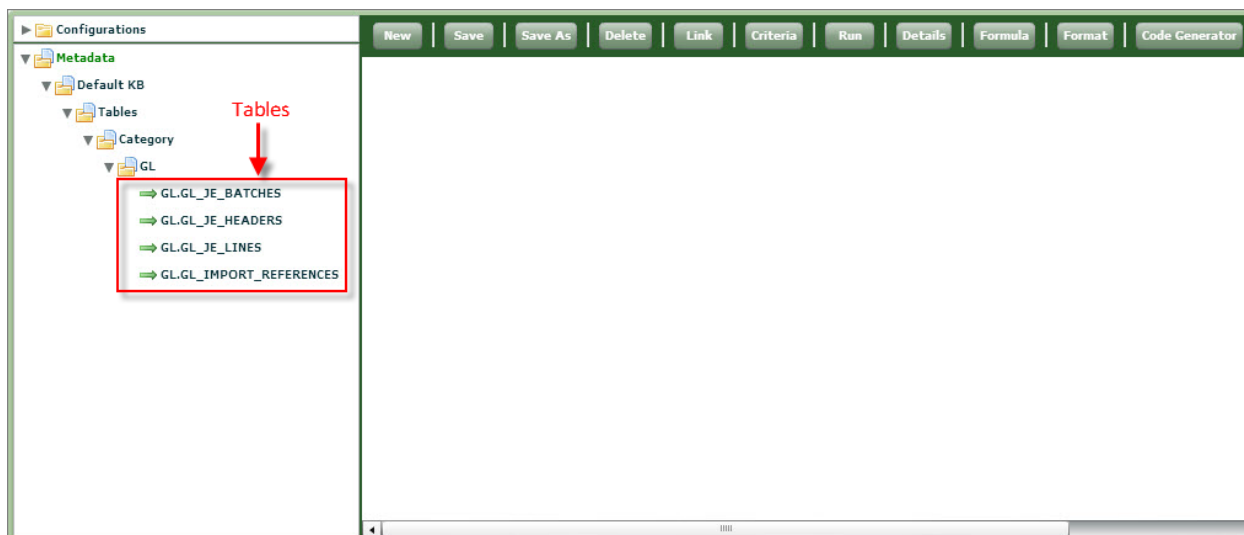 Configurations
New Save Save As Delete Link Criteria Run Details Formula Format Code Generator
Metadata
Default KB
Tables
Tables
Category
GL
GL.GL_JE_BATCHES
GL.GL_JE_HEADERS
GL.GL_JE_LINES
GL.GL_IMPORT_REFERENCES